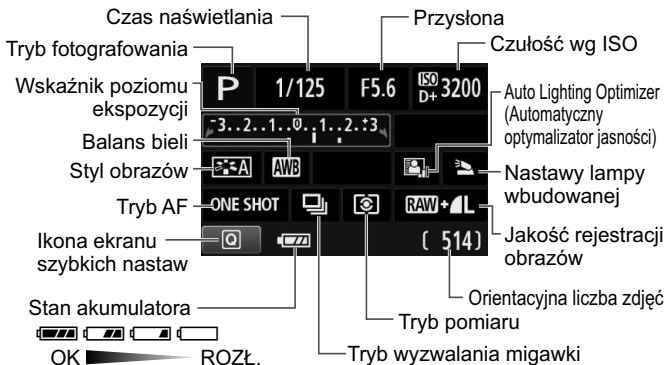 Czas naświetlania
Przysłona
Tryb fotografowania
Czułość wg ISO
Wskaźnik poziomu
ekspozycji
P 1/125 F5.6 ISO D+ 3200
Auto Lighting Optimizer
(Automatyczny
optymalizator jasności)
-3..2..1..0..1..2.+3
Balans bieli
Styl obrazów
A AWB
Nastawy lampy
wbudowanej
Tryb AF
ONE SHOT RAW+L
Ikona ekranu
szybkich nastaw
Q ( 514)
Jakość rejestracji
obrazów
Stan akumulatora
Orientacyjna liczba zdjęć
Tryb pomiaru
OK ROZŁ.
Tryb wyzwalania migawki